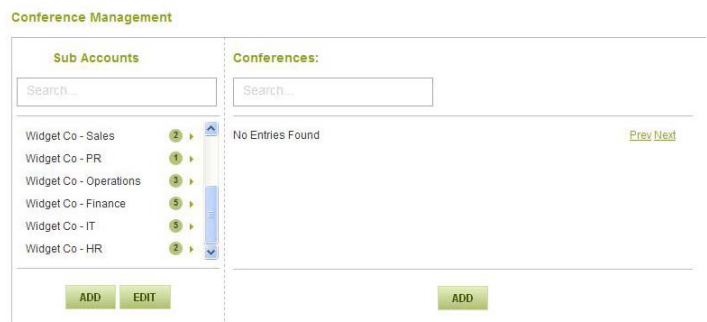 Conference Management
Sub Accounts
Search...
Widget Co - Sales 2
Widget Co - PR 1
Widget Co - Operations 3
Widget Co - Finance 5
Widget Co - IT 5
Widget Co - HR 2
ADD EDIT
Conferences:
Search...
No Entries Found Prev Next
ADD